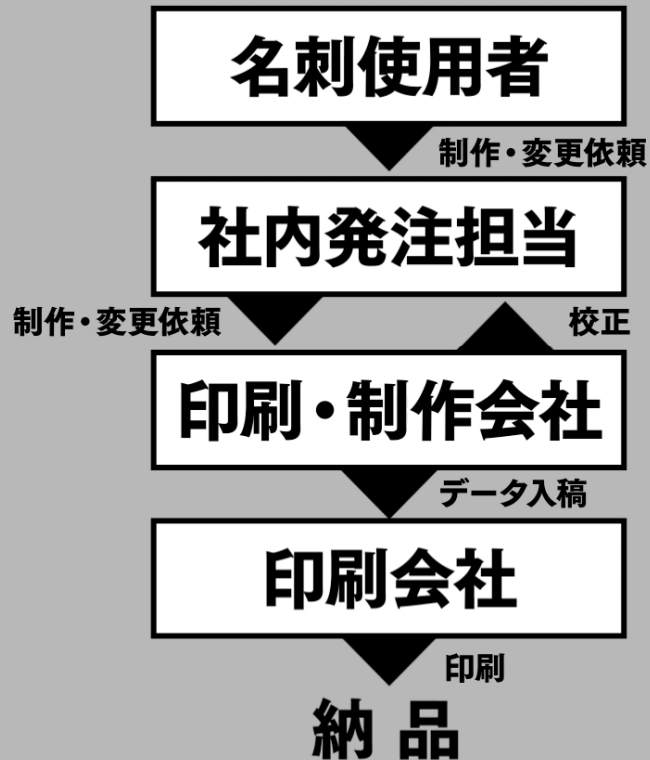 名刺使用者
制作・変更依頼
社内発注担当
制作・変更依頼
校正
印刷・制作会社
データ入稿
印刷会社
印刷
納品